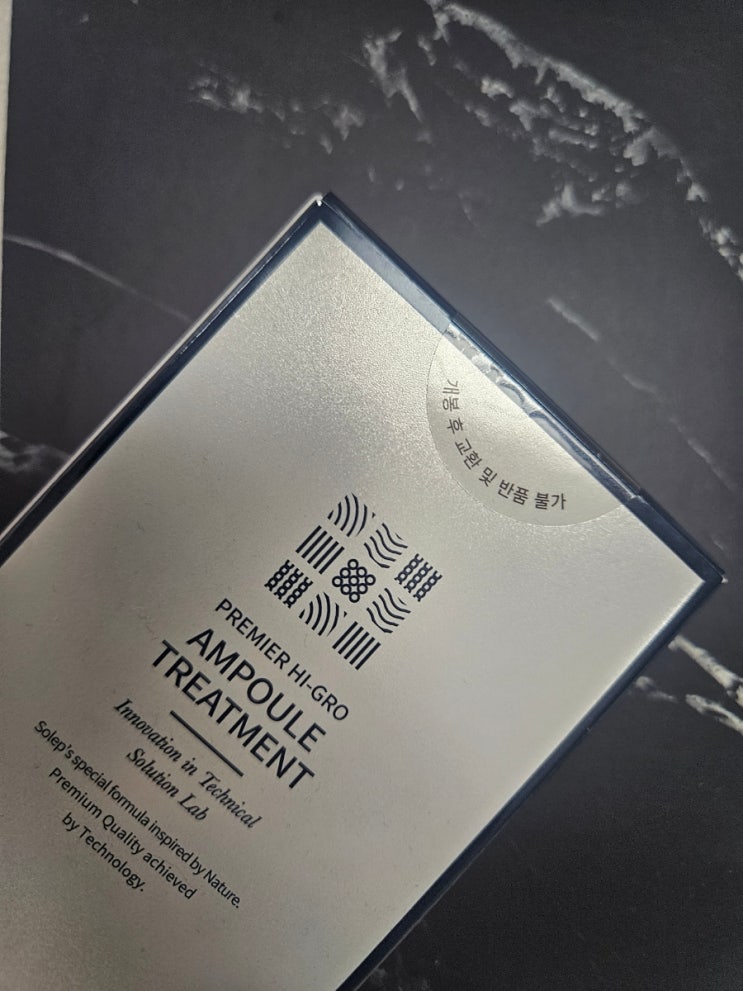 개봉 후 교환 및 반품 불가
PREMIER HI-GRO
AMPOULE
TREATMENT
Innovation in Technical
Solution Lab
Solep's special formula inspired by Nature.
Premium Quality achieved
by Technology.